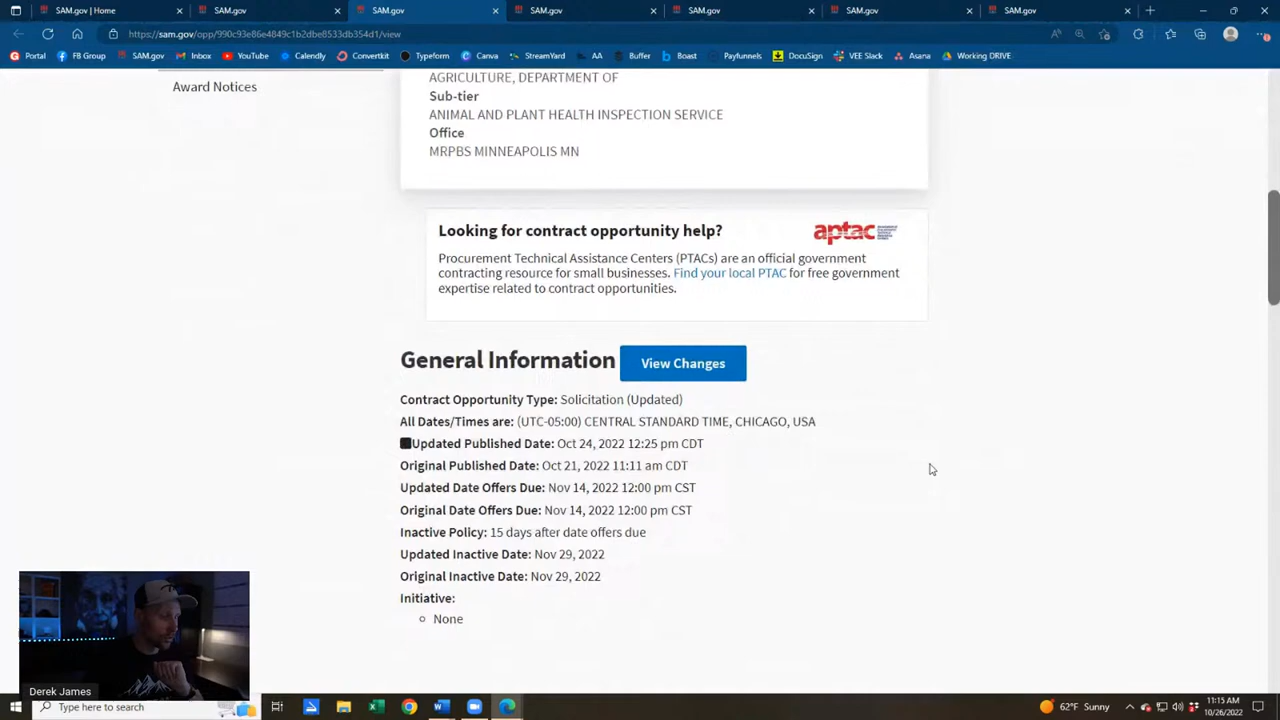 SAM.gov | Home
SAM.gov
SAM.gov
SAM.gov
SAM.gov
SAM.gov
SAM.gov
https://sam.gov/opp/990c93e86e4849c1b2dbe8533db354d1/view
Portal
FB Group
SAM.gov
Inbox
YouTube
Calendly
Convertkit
Typeform
Canva
StreamYard
AA
Buffer
Boast
Payfunnels
DocuSign
VEE Slack
Asana
Working DRIVE
Award Notices
AGRICULTURE, DEPARTMENT OF
Sub-tier
ANIMAL AND PLANT HEALTH INSPECTION SERVICE
Office
MRPBS MINNEAPOLIS MN
Looking for contract opportunity help?
aptac
Procurement Technical Assistance Centers (PTACs) are an official government
contracting resource for small businesses. Find your local PTAC for free government
expertise related to contract opportunities.
General Information
View Changes
Contract Opportunity Type: Solicitation (Updated)
All Dates/Times are: (UTC-05:00) CENTRAL STANDARD TIME, CHICAGO, USA
Updated Published Date: Oct 24, 2022 12:25 pm CDT
Original Published Date: Oct 21, 2022 11:11 am CDT
Updated Date Offers Due: Nov 14, 2022 12:00 pm CST
Original Date Offers Due: Nov 14, 2022 12:00 pm CST
Inactive Policy: 15 days after date offers due
Updated Inactive Date: Nov 29, 2022
Original Inactive Date: Nov 29, 2022
Initiative:
None
Derek James
Type here to search
62°F Sunny
11:15 AM
10/26/2022